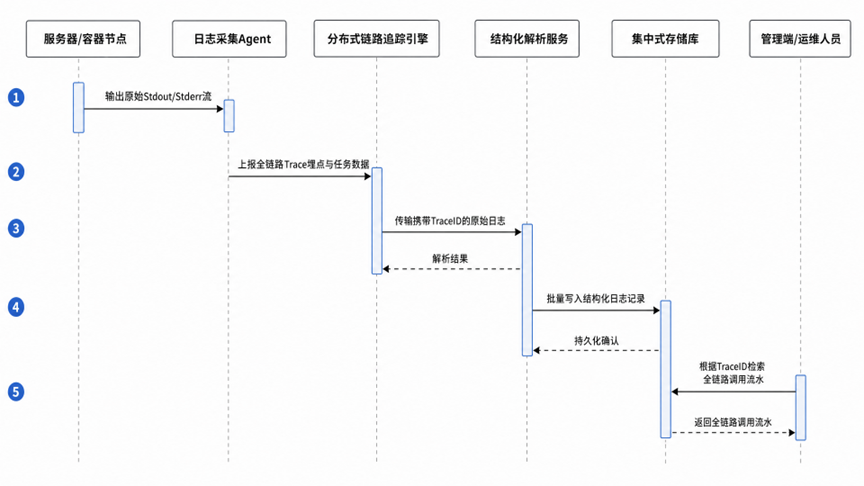 服务器/容器节点
日志采集Agent
分布式链路追踪引擎
结构化解析服务
集中式存储库
管理端/运维人员
1
输出原始Stdout/Stderr流
2
上报全链路Trace埋点与任务数据
3
传输携带TraceID的原始日志
解析结果
4
批量写入结构化日志记录
持久化确认
5
根据TraceID检索
全链路调用流水
返回全链路调用流水